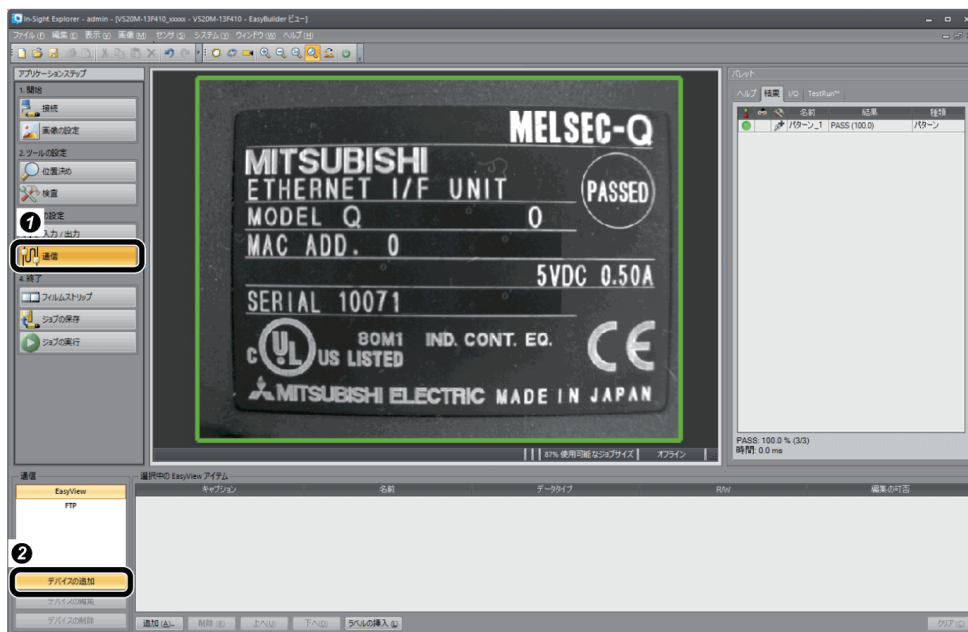 In-Sight Explorer - admin - [VS20M-13F410_xxxxx - VS20M-13F410 - EasyBuilder ビュー]
ファイル(F) 編集(E) 表示(V) 画像(M) センサ(S) システム(Y) ウィンドウ(W) ヘルプ(H)
アプリケーションステップ
1.開始
接続
画像の設定
2.ツールの設定
位置決め
検査
の設定
入力/出力
通信
4.終了
フィルムストリップ
ジョブの保存
ジョブの実行
1
MELSEC-Q
MITSUBISHI
ETHERNET I/F UNIT
PASSED
MODEL Q 0
MAC ADD. 0
5VDC 0.50A
SERIAL 10071
80M1 IND. CONT. EQ.
C UL US LISTED
CE
MITSUBISHI ELECTRIC MADE IN JAPAN
87% 使用可能なジョブサイズ オフライン
パレット
ヘルプ 結果 I/O TestRun™
名前 結果 種類
パターン_1 PASS (100.0) パターン
PASS: 100.0 % (3/3)
時間: 0.0 ms
通信
EasyView
FTP
2
デバイスの追加
デバイスの編集
デバイスの削除
選択中の EasyView アイテム
キャプション 名前 データタイプ R/W 編集の可否
追加(A)... 削除(E) 上へ(U) 下へ(D) ラベルの挿入(L) クリア(C)